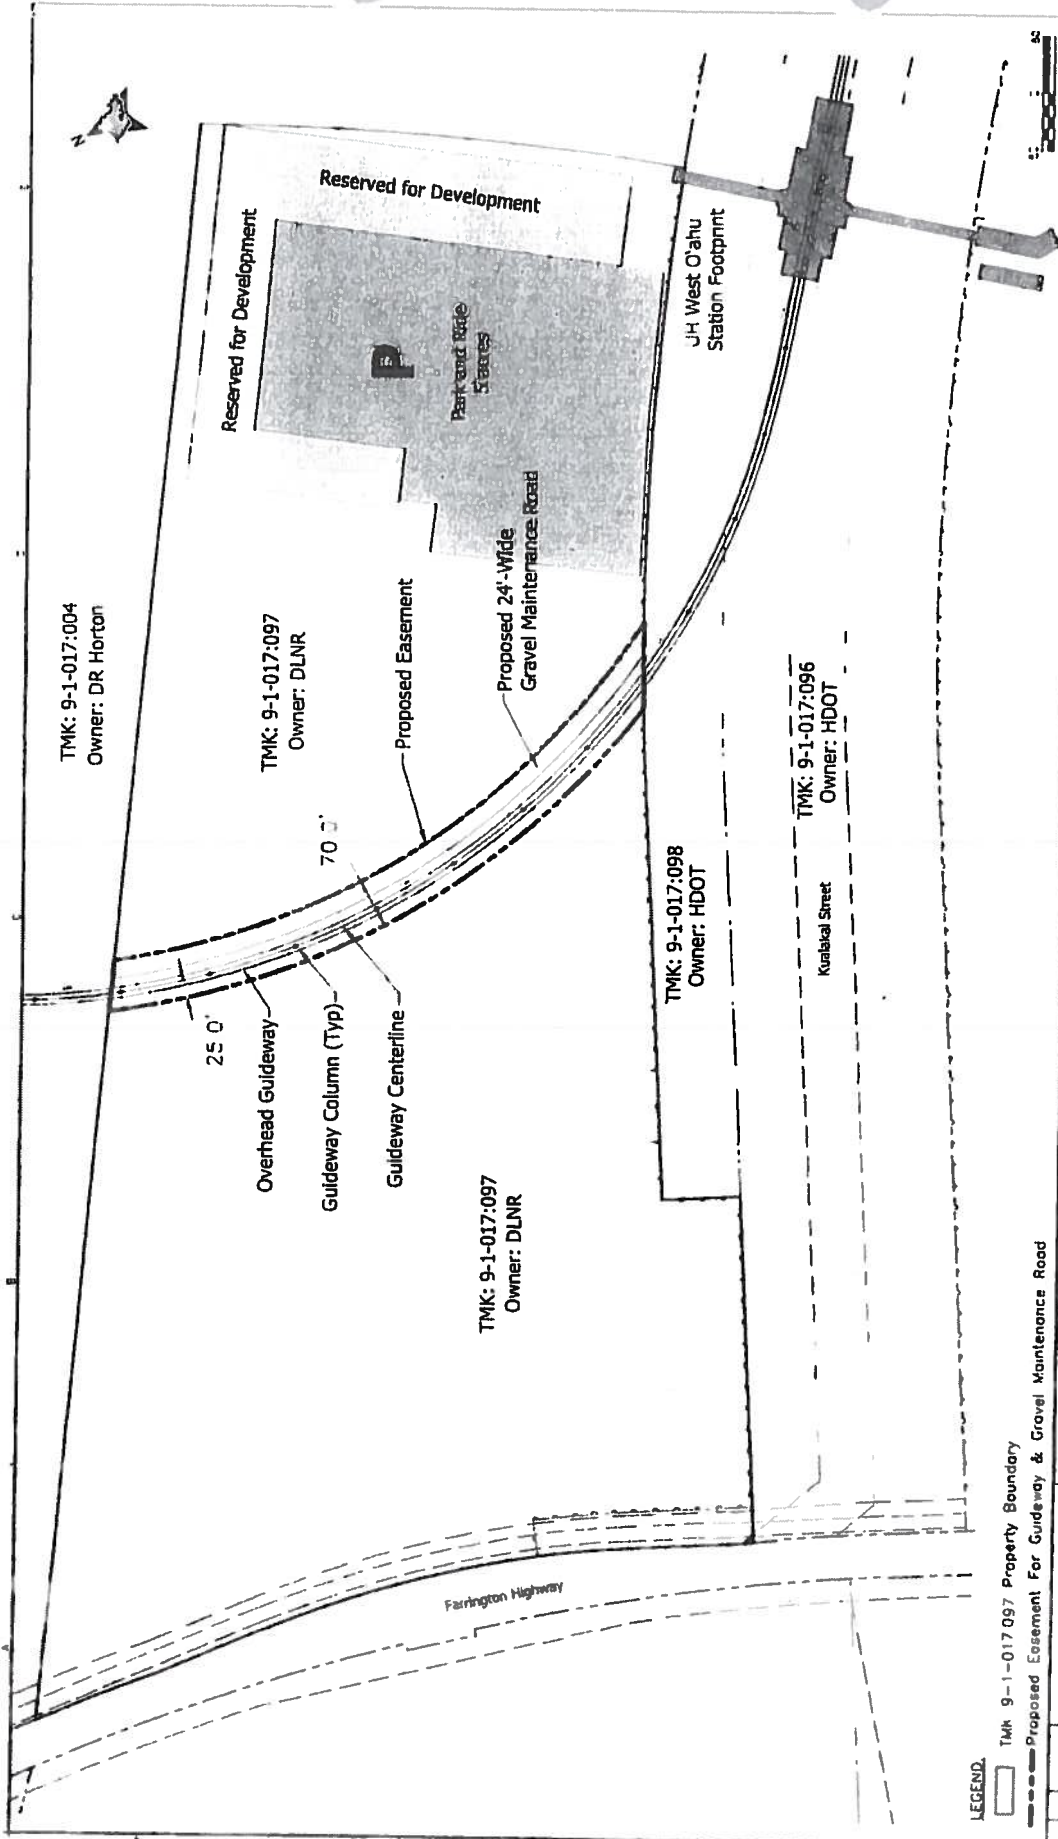 N
TMK: 9-1-017:004
Owner: DR Horton
Reserved for Development
Reserved for Development
P
Park and Ride
5 acres
UH West O'ahu
Station Footprint
TMK: 9-1-017:097
Owner: DLNR
Proposed Easement
Proposed 24'-Wide
Gravel Maintenance Road
70
25 0'
Overhead Guideway
Guideway Column (Typ)
Guideway Centerline
TMK: 9-1-017:098
Owner: HDOT
TMK: 9-1-017:096
Owner: HDOT
Kualakai Street
TMK: 9-1-017:097
Owner: DLNR
Farrington Highway
LEGEND
TMK 9-1-017 097 Property Boundary
Proposed Easement For Guideway & Gravel Maintenance Road